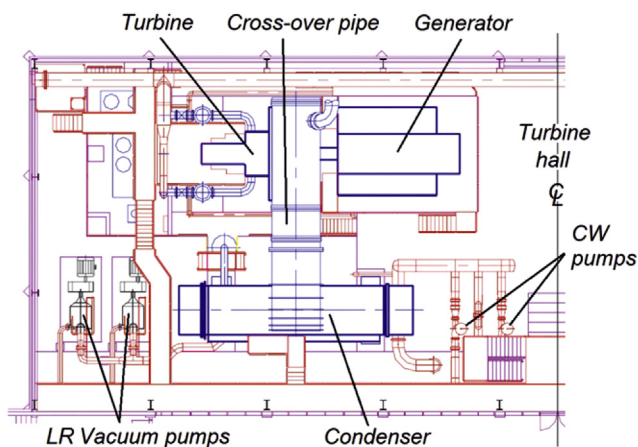 Turbine
Cross-over pipe
Generator
Turbine
hall
CL
CW
pumps
LR Vacuum pumps
Condenser